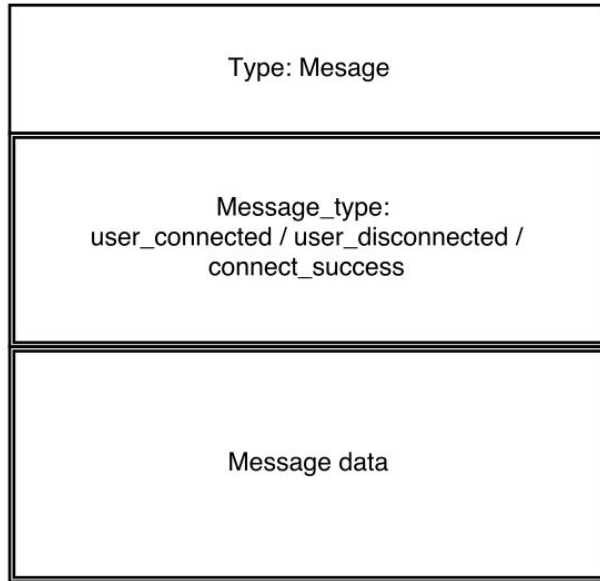 Type: Mesage
Message_type:
user_connected / user_disconnected /
connect_success
Message data